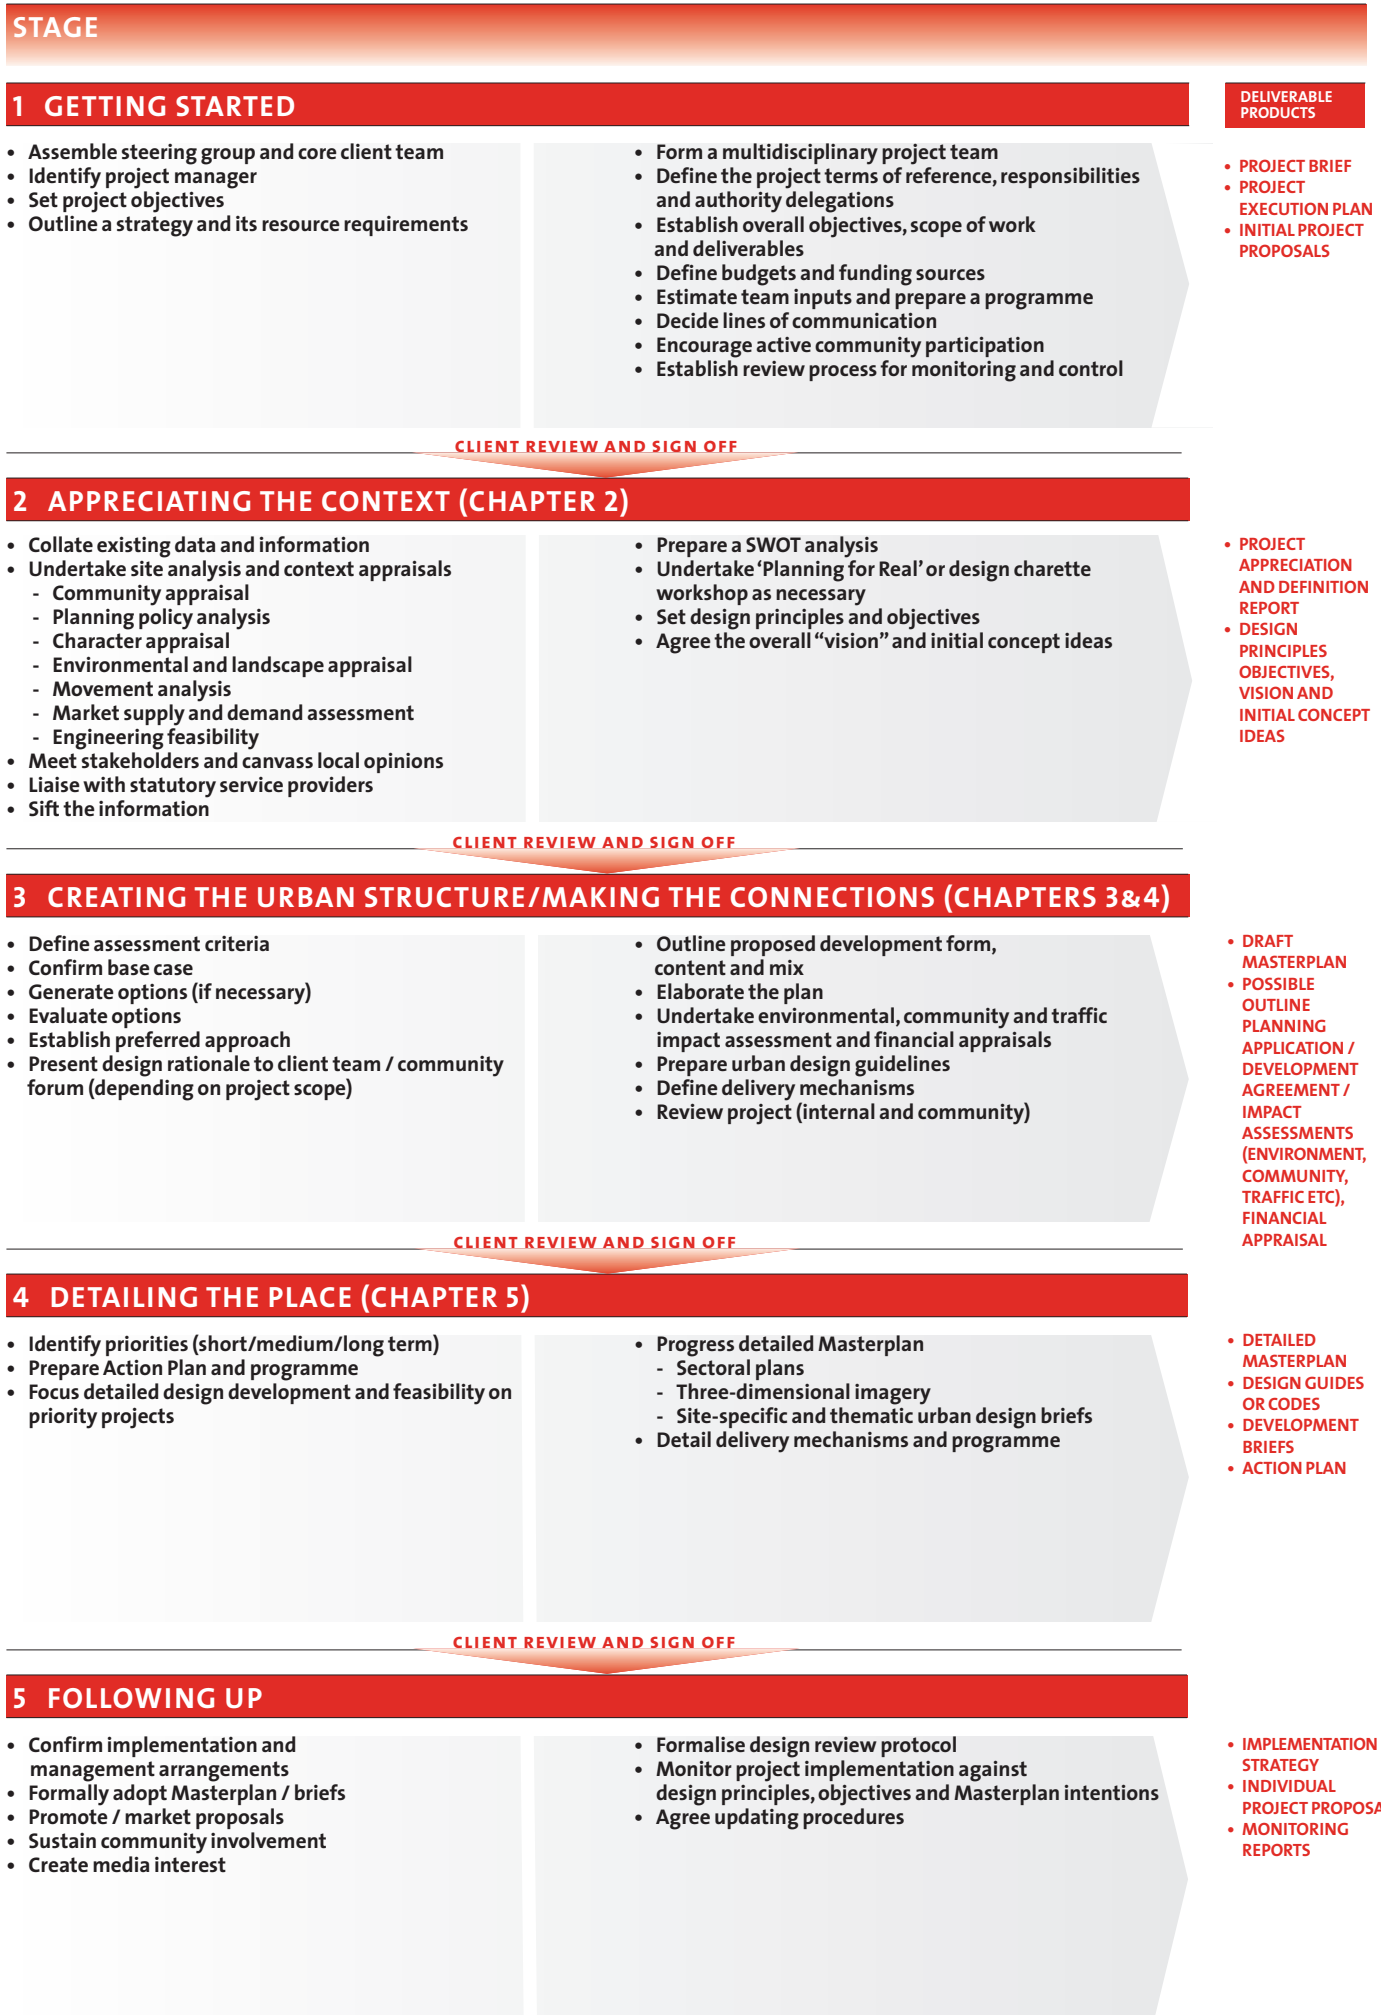 STAGE
1 GETTING STARTED
DELIVERABLE
PRODUCTS
• Assemble steering group and core client team
• Identify project manager
• Set project objectives
• Outline a strategy and its resource requirements
• Form a multidisciplinary project team
• Define the project terms of reference, responsibilities
and authority delegations
• Establish overall objectives, scope of work
and deliverables
• Define budgets and funding sources
• Estimate team inputs and prepare a programme
• Decide lines of communication
• Encourage active community participation
• Establish review process for monitoring and control
• PROJECT BRIEF
• PROJECT
EXECUTION PLAN
• INITIAL PROJECT
PROPOSALS
CLIENT REVIEW AND SIGN OFF
2 APPRECIATING THE CONTEXT (CHAPTER 2)
• Collate existing data and information
• Undertake site analysis and context appraisals
- Community appraisal
- Planning policy analysis
- Character appraisal
- Environmental and landscape appraisal
- Movement analysis
- Market supply and demand assessment
- Engineering feasibility
• Meet stakeholders and canvass local opinions
• Liaise with statutory service providers
• Sift the information
• Prepare a SWOT analysis
• Undertake ‘Planning for Real’ or design charette
workshop as necessary
• Set design principles and objectives
• Agree the overall “vision” and initial concept ideas
• PROJECT
APPRECIATION
AND DEFINITION
REPORT
• DESIGN
PRINCIPLES
OBJECTIVES,
VISION AND
INITIAL CONCEPT
IDEAS
CLIENT REVIEW AND SIGN OFF
3 CREATING THE URBAN STRUCTURE/MAKING THE CONNECTIONS (CHAPTERS 3&4)
• Define assessment criteria
• Confirm base case
• Generate options (if necessary)
• Evaluate options
• Establish preferred approach
• Present design rationale to client team / community
forum (depending on project scope)
• Outline proposed development form,
content and mix
• Elaborate the plan
• Undertake environmental, community and traffic
impact assessment and financial appraisals
• Prepare urban design guidelines
• Define delivery mechanisms
• Review project (internal and community)
• DRAFT
MASTERPLAN
• POSSIBLE
OUTLINE
PLANNING
APPLICATION /
DEVELOPMENT
AGREEMENT /
IMPACT
ASSESSMENTS
(ENVIRONMENT,
COMMUNITY,
TRAFFIC ETC),
FINANCIAL
APPRAISAL
CLIENT REVIEW AND SIGN OFF
4 DETAILING THE PLACE (CHAPTER 5)
• Identify priorities (short/medium/long term)
• Prepare Action Plan and programme
• Focus detailed design development and feasibility on
priority projects
• Progress detailed Masterplan
- Sectoral plans
- Three-dimensional imagery
- Site-specific and thematic urban design briefs
• Detail delivery mechanisms and programme
• DETAILED
MASTERPLAN
• DESIGN GUIDES
OR CODES
• DEVELOPMENT
BRIEFS
• ACTION PLAN
CLIENT REVIEW AND SIGN OFF
5 FOLLOWING UP
• Confirm implementation and
management arrangements
• Formally adopt Masterplan / briefs
• Promote / market proposals
• Sustain community involvement
• Create media interest
• Formalise design review protocol
• Monitor project implementation against
design principles, objectives and Masterplan intentions
• Agree updating procedures
• IMPLEMENTATION
STRATEGY
• INDIVIDUAL
PROJECT PROPOSA
• MONITORING
REPORTS